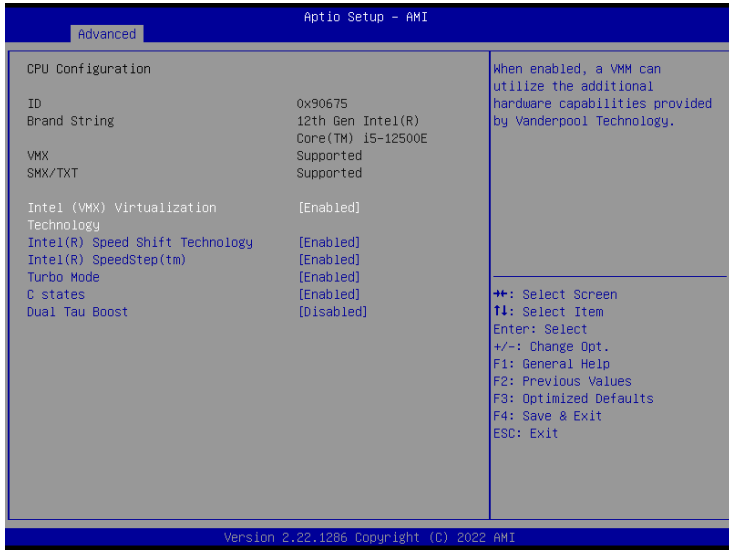 Aptio Setup – AMI
Advanced
CPU Configuration
ID 0x90675
Brand String 12th Gen Intel(R)
Core(TM) i5-12500E
VMX Supported
SMX/TXT Supported
Intel (VMX) Virtualization [Enabled]
Technology
Intel(R) Speed Shift Technology [Enabled]
Intel(R) SpeedStep(tm) [Enabled]
Turbo Mode [Enabled]
C states [Enabled]
Dual Tau Boost [Disabled]
When enabled, a VMM can
utilize the additional
hardware capabilities provided
by Vanderpool Technology.
→←: Select Screen
↑↓: Select Item
Enter: Select
+/-: Change Opt.
F1: General Help
F2: Previous Values
F3: Optimized Defaults
F4: Save & Exit
ESC: Exit
Version 2.22.1286 Copyright (C) 2022 AMI